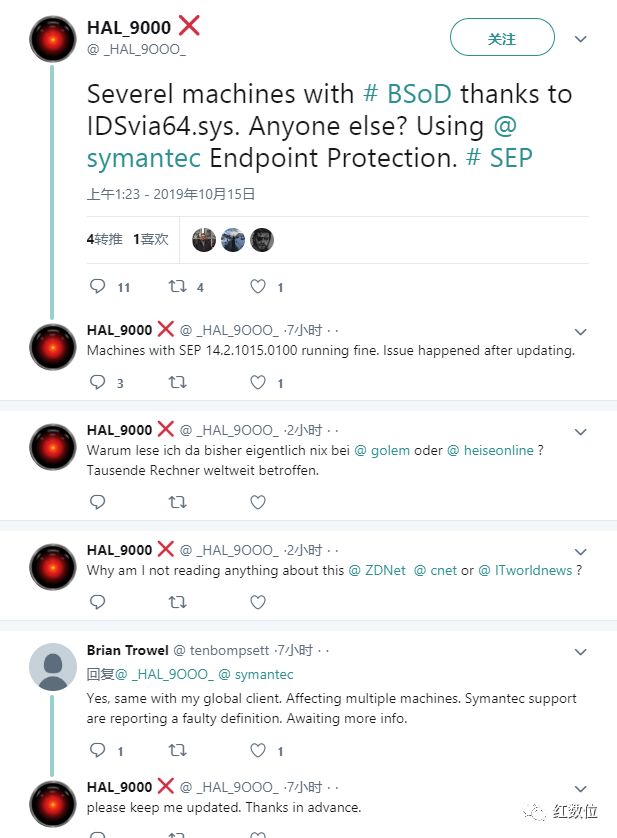 HAL_9000 ❌
@ _HAL_9OOO_
关注
Severel machines with # BSoD thanks to
IDSvia64.sys. Anyone else? Using @
symantec Endpoint Protection. # SEP
上午1:23 - 2019年10月15日
4转推 1喜欢
11 4 1
HAL_9000 ❌ @ _HAL_9OOO_ ·7小时 · ·
Machines with SEP 14.2.1015.0100 running fine. Issue happened after updating.
3 1
HAL_9000 ❌ @ _HAL_9OOO_ ·2小时 · ·
Warum lese ich da bisher eigentlich nix bei @ golem oder @ heiseonline ?
Tausende Rechner weltweit betroffen.
HAL_9000 ❌ @ _HAL_9OOO_ ·2小时 · ·
Why am I not reading anything about this @ ZDNet @ cnet or @ ITworldnews ?
Brian Trowel @ tenbompsett ·7小时 · ·
回复@ _HAL_9OOO_ @ symantec
Yes, same with my global client. Affecting multiple machines. Symantec support
are reporting a faulty definition. Awaiting more info.
1 1
HAL_9000 ❌ @ _HAL_9OOO_ ·7小时 · ·
please keep me updated. Thanks in advance.
红数位